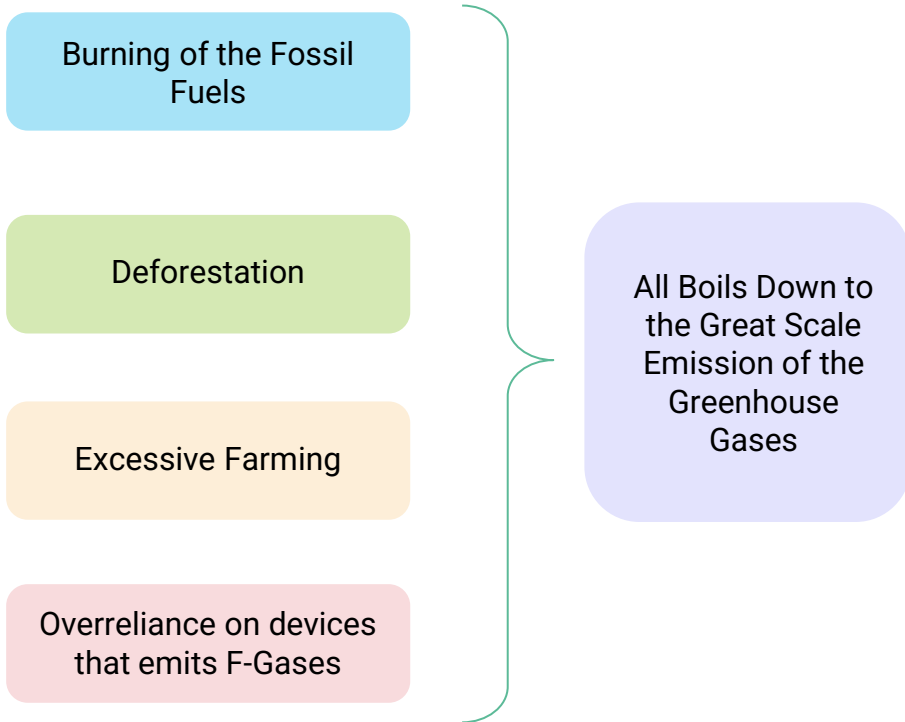 Burning of the Fossil
Fuels
Deforestation
Excessive Farming
Overreliance on devices
that emits F-Gases
All Boils Down to
the Great Scale
Emission of the
Greenhouse
Gases